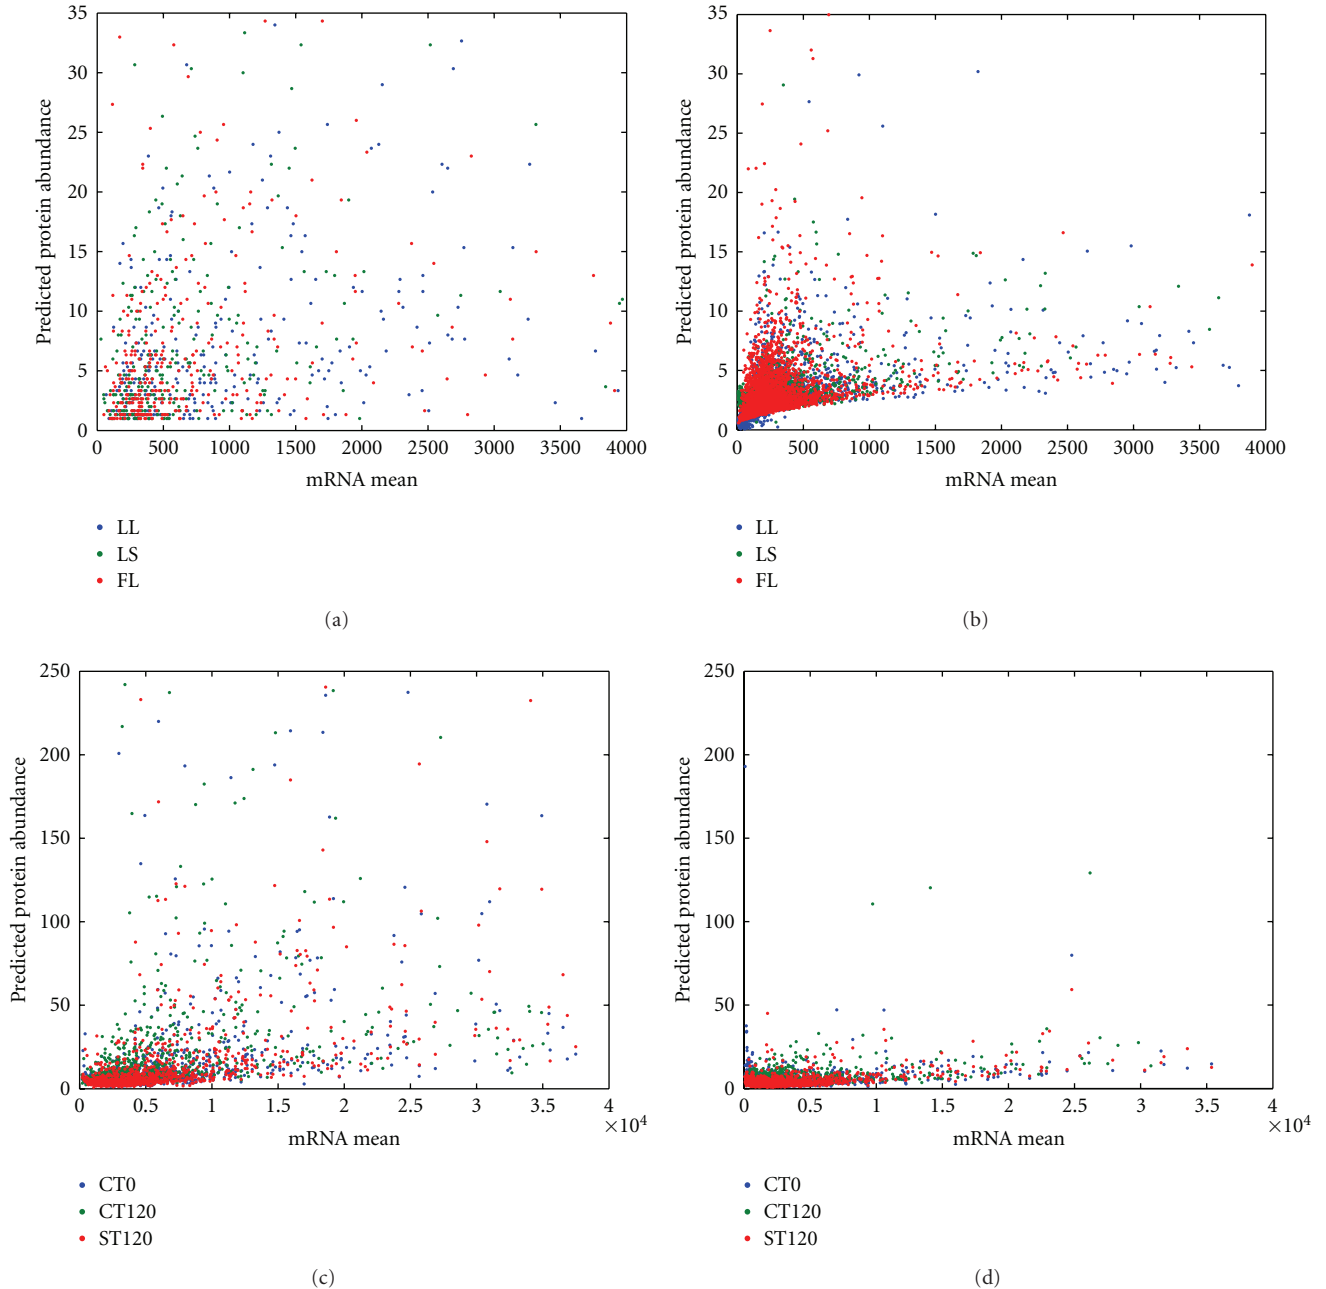 35
30
25
20
15
10
5
0
Predicted protein abundance
0 500 1000 1500 2000 2500 3000 3500 4000
mRNA mean
LL
LS
FL
(a)
35
30
25
20
15
10
5
0
Predicted protein abundance
0 500 1000 1500 2000 2500 3000 3500 4000
mRNA mean
LL
LS
FL
(b)
250
200
150
100
50
0
Predicted protein abundance
0 0.5 1 1.5 2 2.5 3 3.5 4
×10⁴
mRNA mean
CT0
CT120
ST120
(c)
250
200
150
100
50
0
Predicted protein abundance
0 0.5 1 1.5 2 2.5 3 3.5 4
×10⁴
mRNA mean
CT0
CT120
ST120
(d)